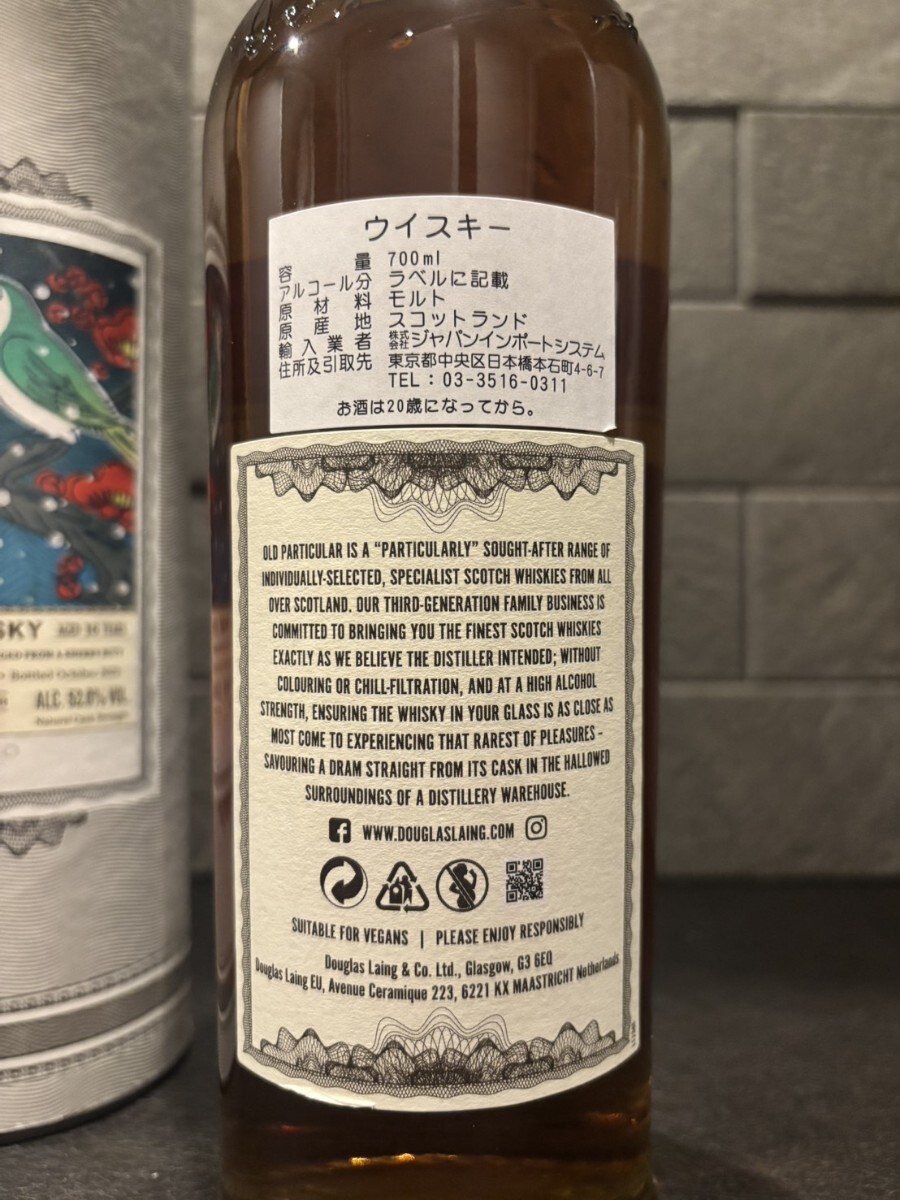 ウイスキー
容量 700ml
アルコール分 ラベルに記載
原材料 モルト
原産地 スコットランド
輸入業者 株式会社ジャパンインポートシステム
住所及引取先 東京都中央区日本橋本石町4-6-7
TEL：03-3516-0311
お酒は20歳になってから。
OLD PARTICULAR IS A “PARTICULARLY” SOUGHT-AFTER RANGE OF
INDIVIDUALLY-SELECTED, SPECIALIST SCOTCH WHISKIES FROM ALL
OVER SCOTLAND. OUR THIRD-GENERATION FAMILY BUSINESS IS
COMMITTED TO BRINGING YOU THE FINEST SCOTCH WHISKIES
EXACTLY AS WE BELIEVE THE DISTILLER INTENDED; WITHOUT
COLOURING OR CHILL-FILTRATION, AND AT A HIGH ALCOHOL
STRENGTH, ENSURING THE WHISKY IN YOUR GLASS IS AS CLOSE AS
MOST COME TO EXPERIENCING THAT RAREST OF PLEASURES –
SAVOURING A DRAM STRAIGHT FROM ITS CASK IN THE HALLOWED
SURROUNDINGS OF A DISTILLERY WAREHOUSE.
WWW.DOUGLASLAING.COM
SUITABLE FOR VEGANS | PLEASE ENJOY RESPONSIBLY
Douglas Laing & Co. Ltd., Glasgow, G3 6EQ
Douglas Laing EU, Avenue Ceramique 223, 6221 KX MAASTRICHT Netherlands
SKY AGED
FROM A SHERRY BUTT
Bottled October
ALC. 52.0% VOL.
Natural Cask Strength